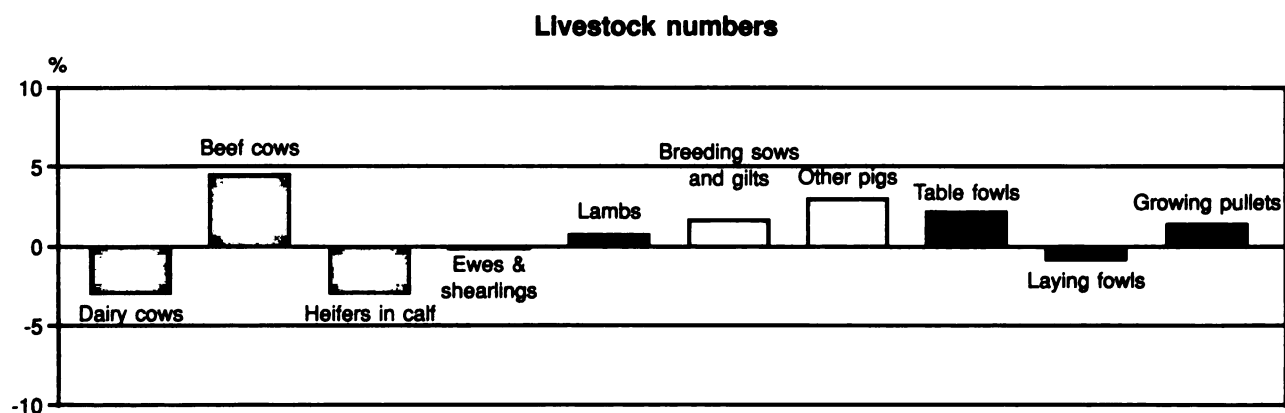 Livestock numbers
%
10
5
0
-5
-10
Dairy cows
Beef cows
Heifers in calf
Ewes &
shearlings
Lambs
Breeding sows
and gilts
Other pigs
Table fowls
Laying fowls
Growing pullets